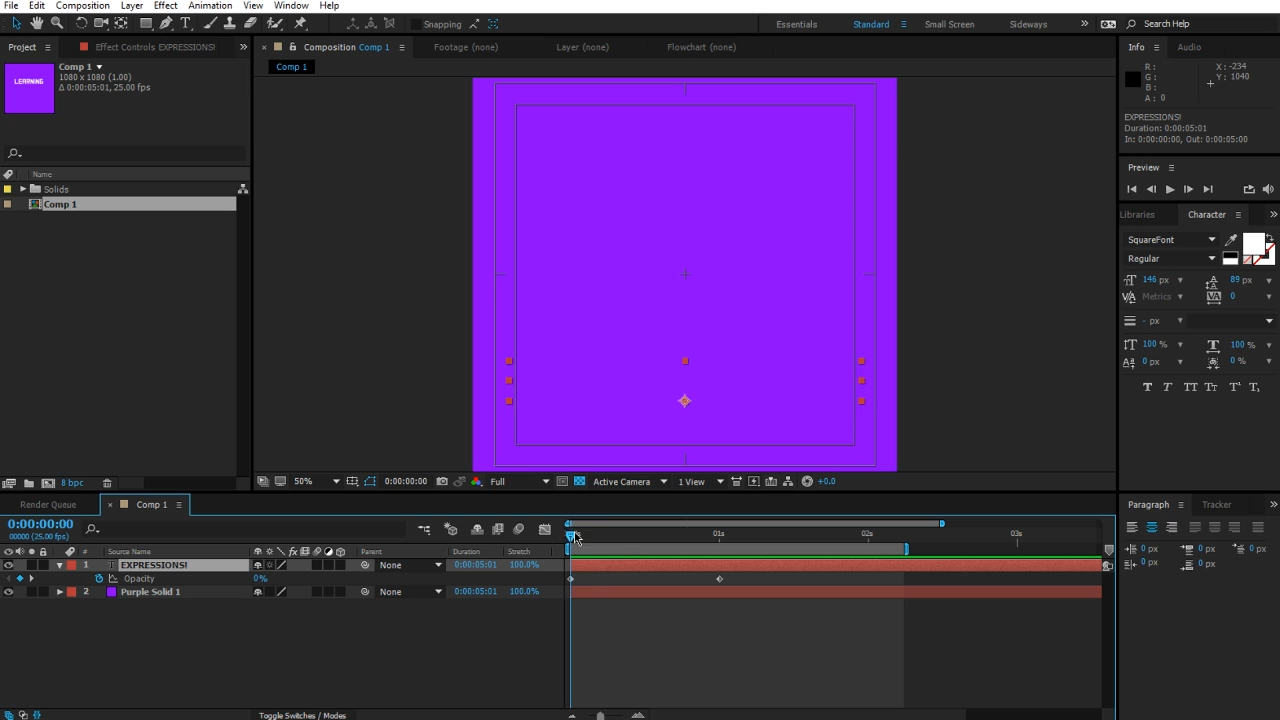 File Edit Composition Layer Effect Animation View Window Help
Snapping Essentials Standard Small Screen Sideways Search Help
Project Effect Controls EXPRESSIONS! Composition Comp 1 Footage (none) Layer (none) Flowchart (none) Info Audio
Comp 1
1080 x 1080 (1.00)
Δ 0:00:05:01, 25.00 fps
LEARNING
Comp 1
R: X: -234
G: Y: 1040
B:
A: 0
EXPRESSIONS!
Duration: 0:00:05:01
In: 0:00:00:00, Out: 0:00:05:00
Preview
Name
Solids
Comp 1
Libraries Character
SquareFont
Regular
146 px 89 px
Metrics 0
- px
100 % 100 %
0 px 0 %
T T TT Tт T¹ T₁
8 bpc 50% 0:00:00:00 Full Active Camera 1 View +0.0
Render Queue Comp 1 Paragraph Tracker
0:00:00:00
00000 (25.00 fps)
01s 02s 03s
# Source Name Parent Duration Stretch
1 T EXPRESSIONS! None 0:00:05:01 100.0%
Opacity 0%
2 Purple Solid 1 None 0:00:05:01 100.0%
0 px 0 px 0 px
0 px 0 px
Toggle Switches / Modes